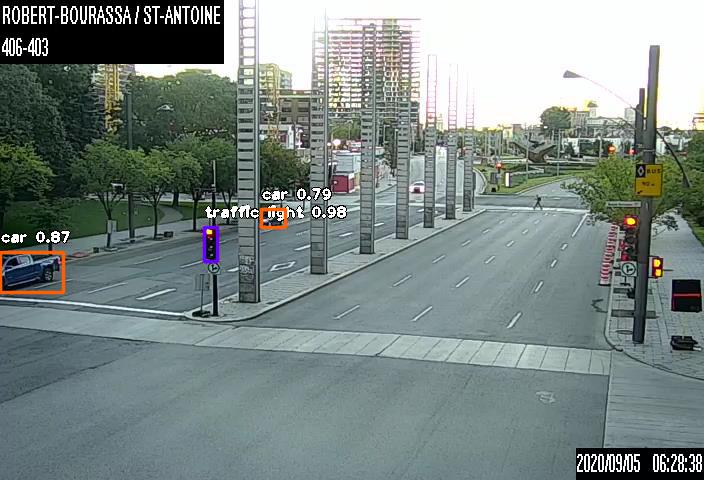 ROBERT-BOURASSA / ST-ANTOINE
406-403
car 0.79
traffic light 0.98
car 0.87
BUS
2020/09/05 06:28:38